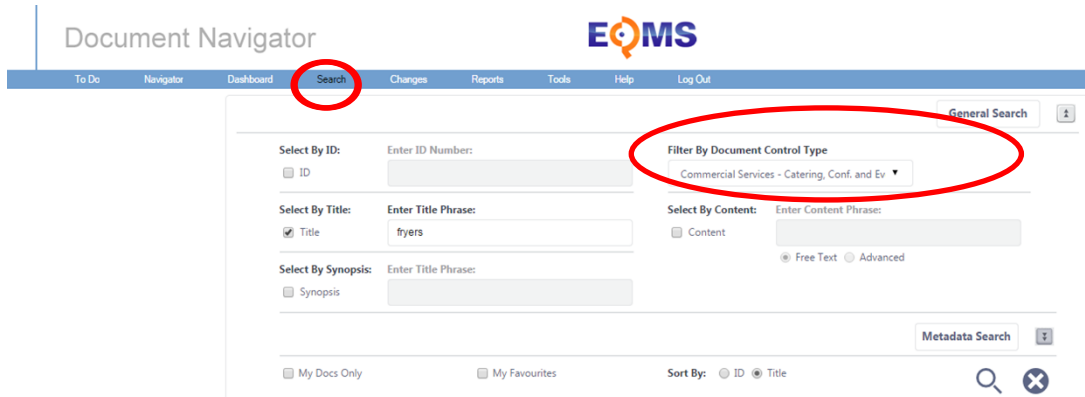 Document Navigator
EQMS
To Do Navigator Dashboard Search Changes Reports Tools Help Log Out
General Search
Select By ID: Enter ID Number: Filter By Document Control Type
ID Commercial Services - Catering, Conf. and Ev
Select By Title: Enter Title Phrase: Select By Content: Enter Content Phrase:
Title fryers Content
Free Text Advanced
Select By Synopsis: Enter Title Phrase:
Synopsis
Metadata Search
My Docs Only My Favourites Sort By: ID Title